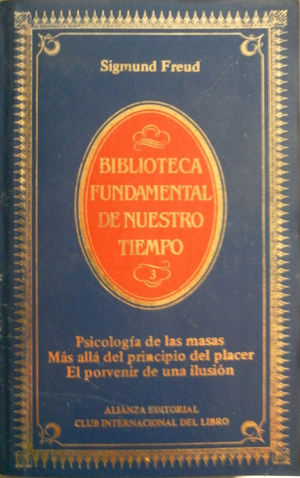 Sigmund Freud
BIBLIOTECA
FUNDAMENTAL
DE NUESTRO
TIEMPO
3
Psicología de las masas
Más allá del principio del placer
El porvenir de una ilusión
ALIANZA EDITORIAL
CLUB INTERNACIONAL DEL LIBRO